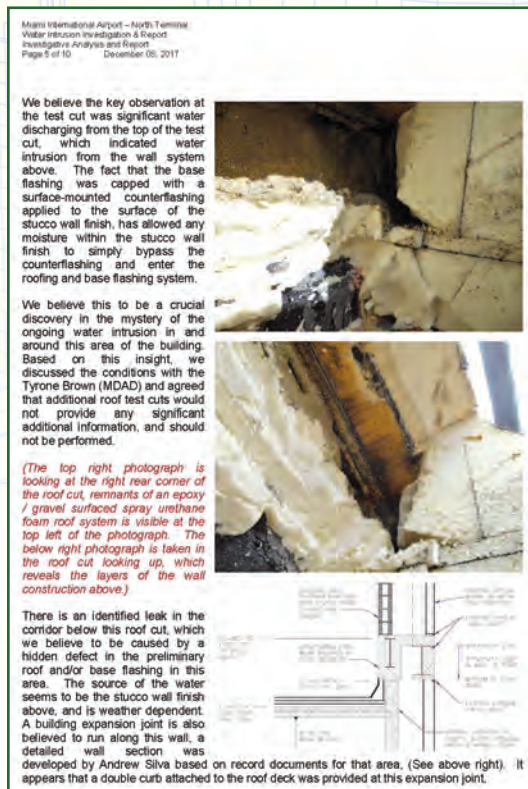 Miami International Airport – North Terminal
Water Intrusion Investigation & Report
Investigative Analysis and Report
Page 5 of 10 December 05, 2017
We believe the key observation at
the test cut was significant water
discharging from the top of the test
cut, which indicated water
intrusion from the wall system
above. The fact that the base
flashing was capped with a
surface-mounted counterflashing
applied to the surface of the
stucco wall finish, has allowed any
moisture within the stucco wall
finish to simply bypass the
counterflashing and enter the
roofing and base flashing system.
We believe this to be a crucial
discovery in the mystery of the
ongoing water intrusion in and
around this area of the building.
Based on this insight, we
discussed the conditions with the
Tyrone Brown (MDAD) and agreed
that additional roof test cuts would
not provide any significant
additional information, and should
not be performed.
(The top right photograph is
looking at the right rear corner of
the roof cut, remnants of an epoxy
/ gravel surfaced spray urethane
foam roof system is visible at the
top left of the photograph. The
below right photograph is taken in
the roof cut looking up, which
reveals the layers of the wall
construction above.)
There is an identified leak in the
corridor below this roof cut, which
we believe to be caused by a
hidden defect in the preliminary
roof and/or base flashing in this
area. The source of the water
seems to be the stucco wall finish
above, and is weather dependent.
A building expansion joint is also
believed to run along this wall, a
detailed wall section was
developed by Andrew Silva based on record documents for that area, (See above right). It
appears that a double curb attached to the roof deck was provided at this expansion joint.